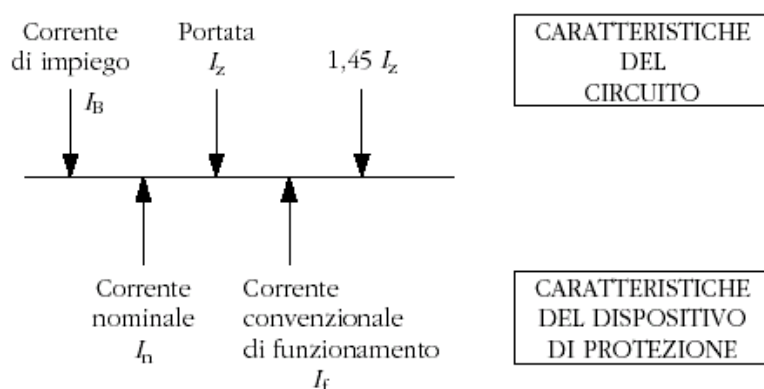 Corrente
di impiego
I_B
Portata
I_z
1,45 I_z
CARATTERISTICHE
DEL
CIRCUITO
Corrente
nominale
I_n
Corrente
convenzionale
di funzionamento
I_f
CARATTERISTICHE
DEL DISPOSITIVO
DI PROTEZIONE